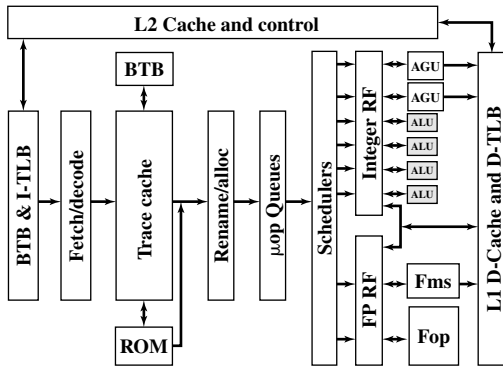 L2 Cache and control
BTB
BTB & I-TLB
Fetch/decode
Trace cache
ROM
Rename/alloc
µop Queues
Schedulers
Integer RF
FP RF
AGU
AGU
ALU
ALU
ALU
ALU
Fms
Fop
L1 D-Cache and D-TLB